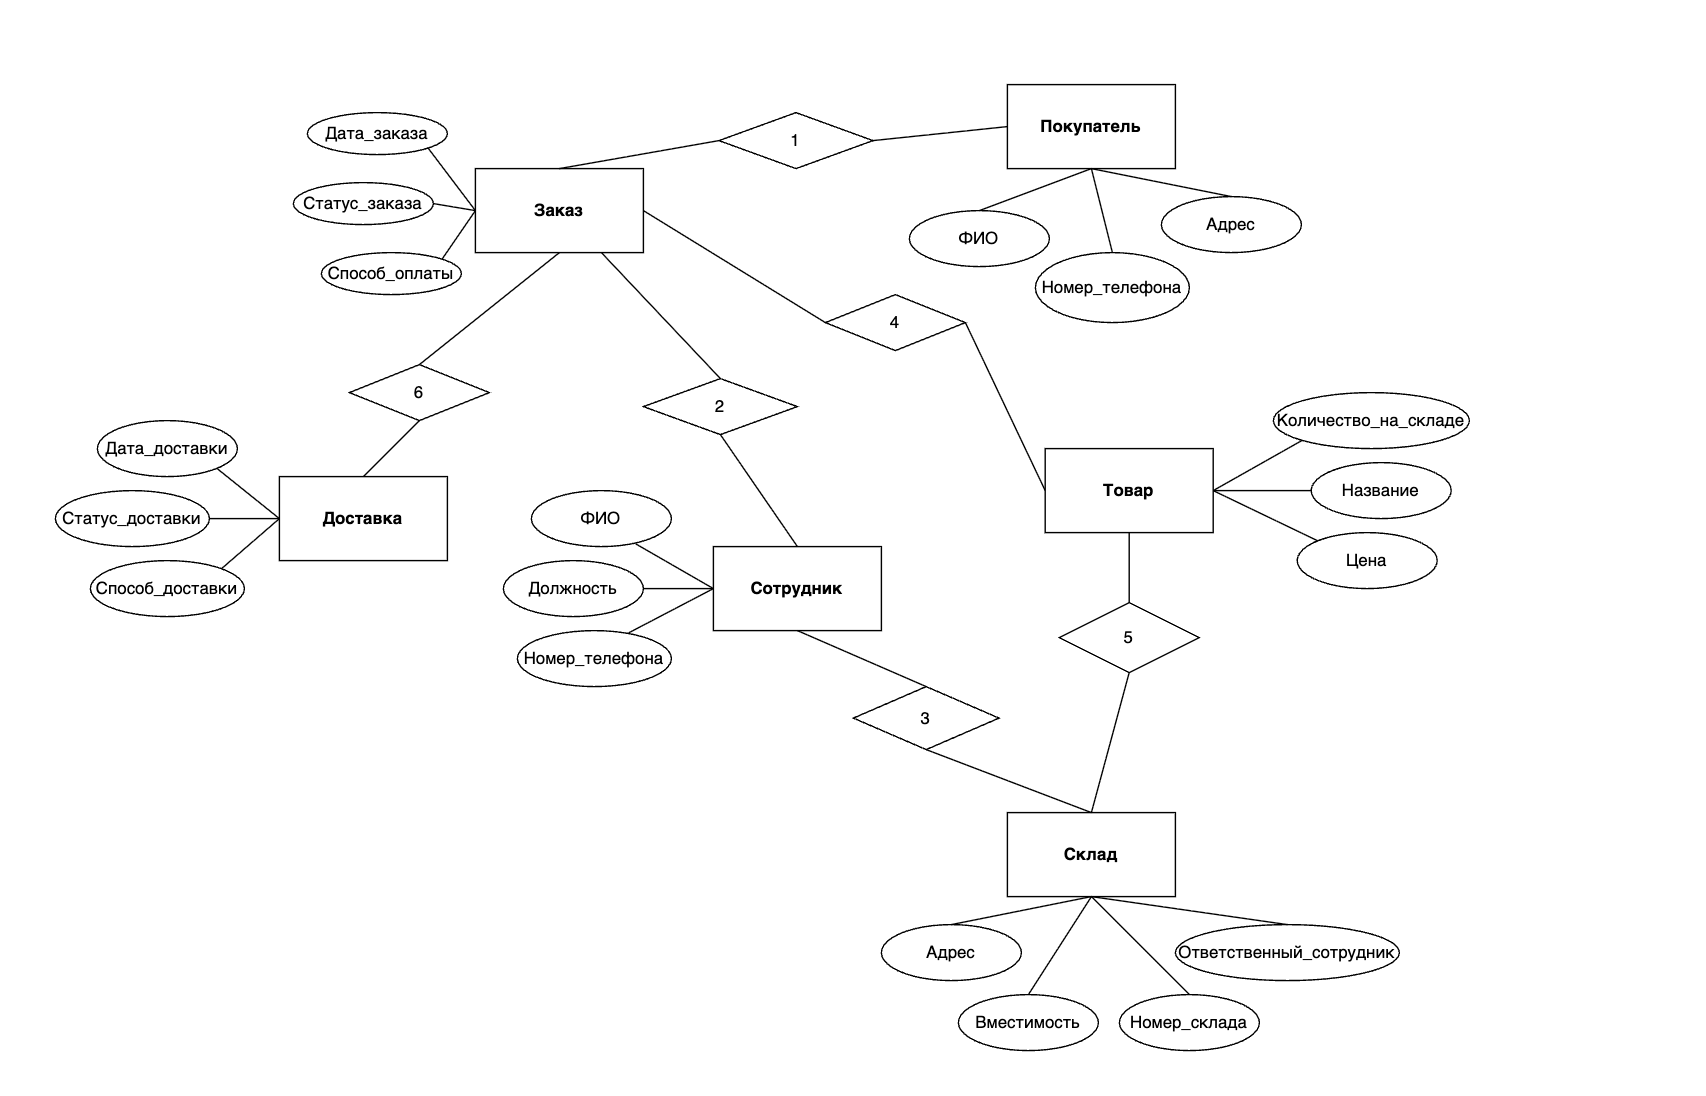 Покупатель
Дата_заказа
1
Статус_заказа
Заказ
Адрес
ФИО
Способ_оплаты
Номер_телефона
4
6
2
Количество_на_складе
Дата_доставки
Товар
Название
Статус_доставки
Доставка
ФИО
Цена
Способ_доставки
Должность
Сотрудник
5
Номер_телефона
3
Склад
Адрес
Ответственный_сотрудник
Вместимость
Номер_склада